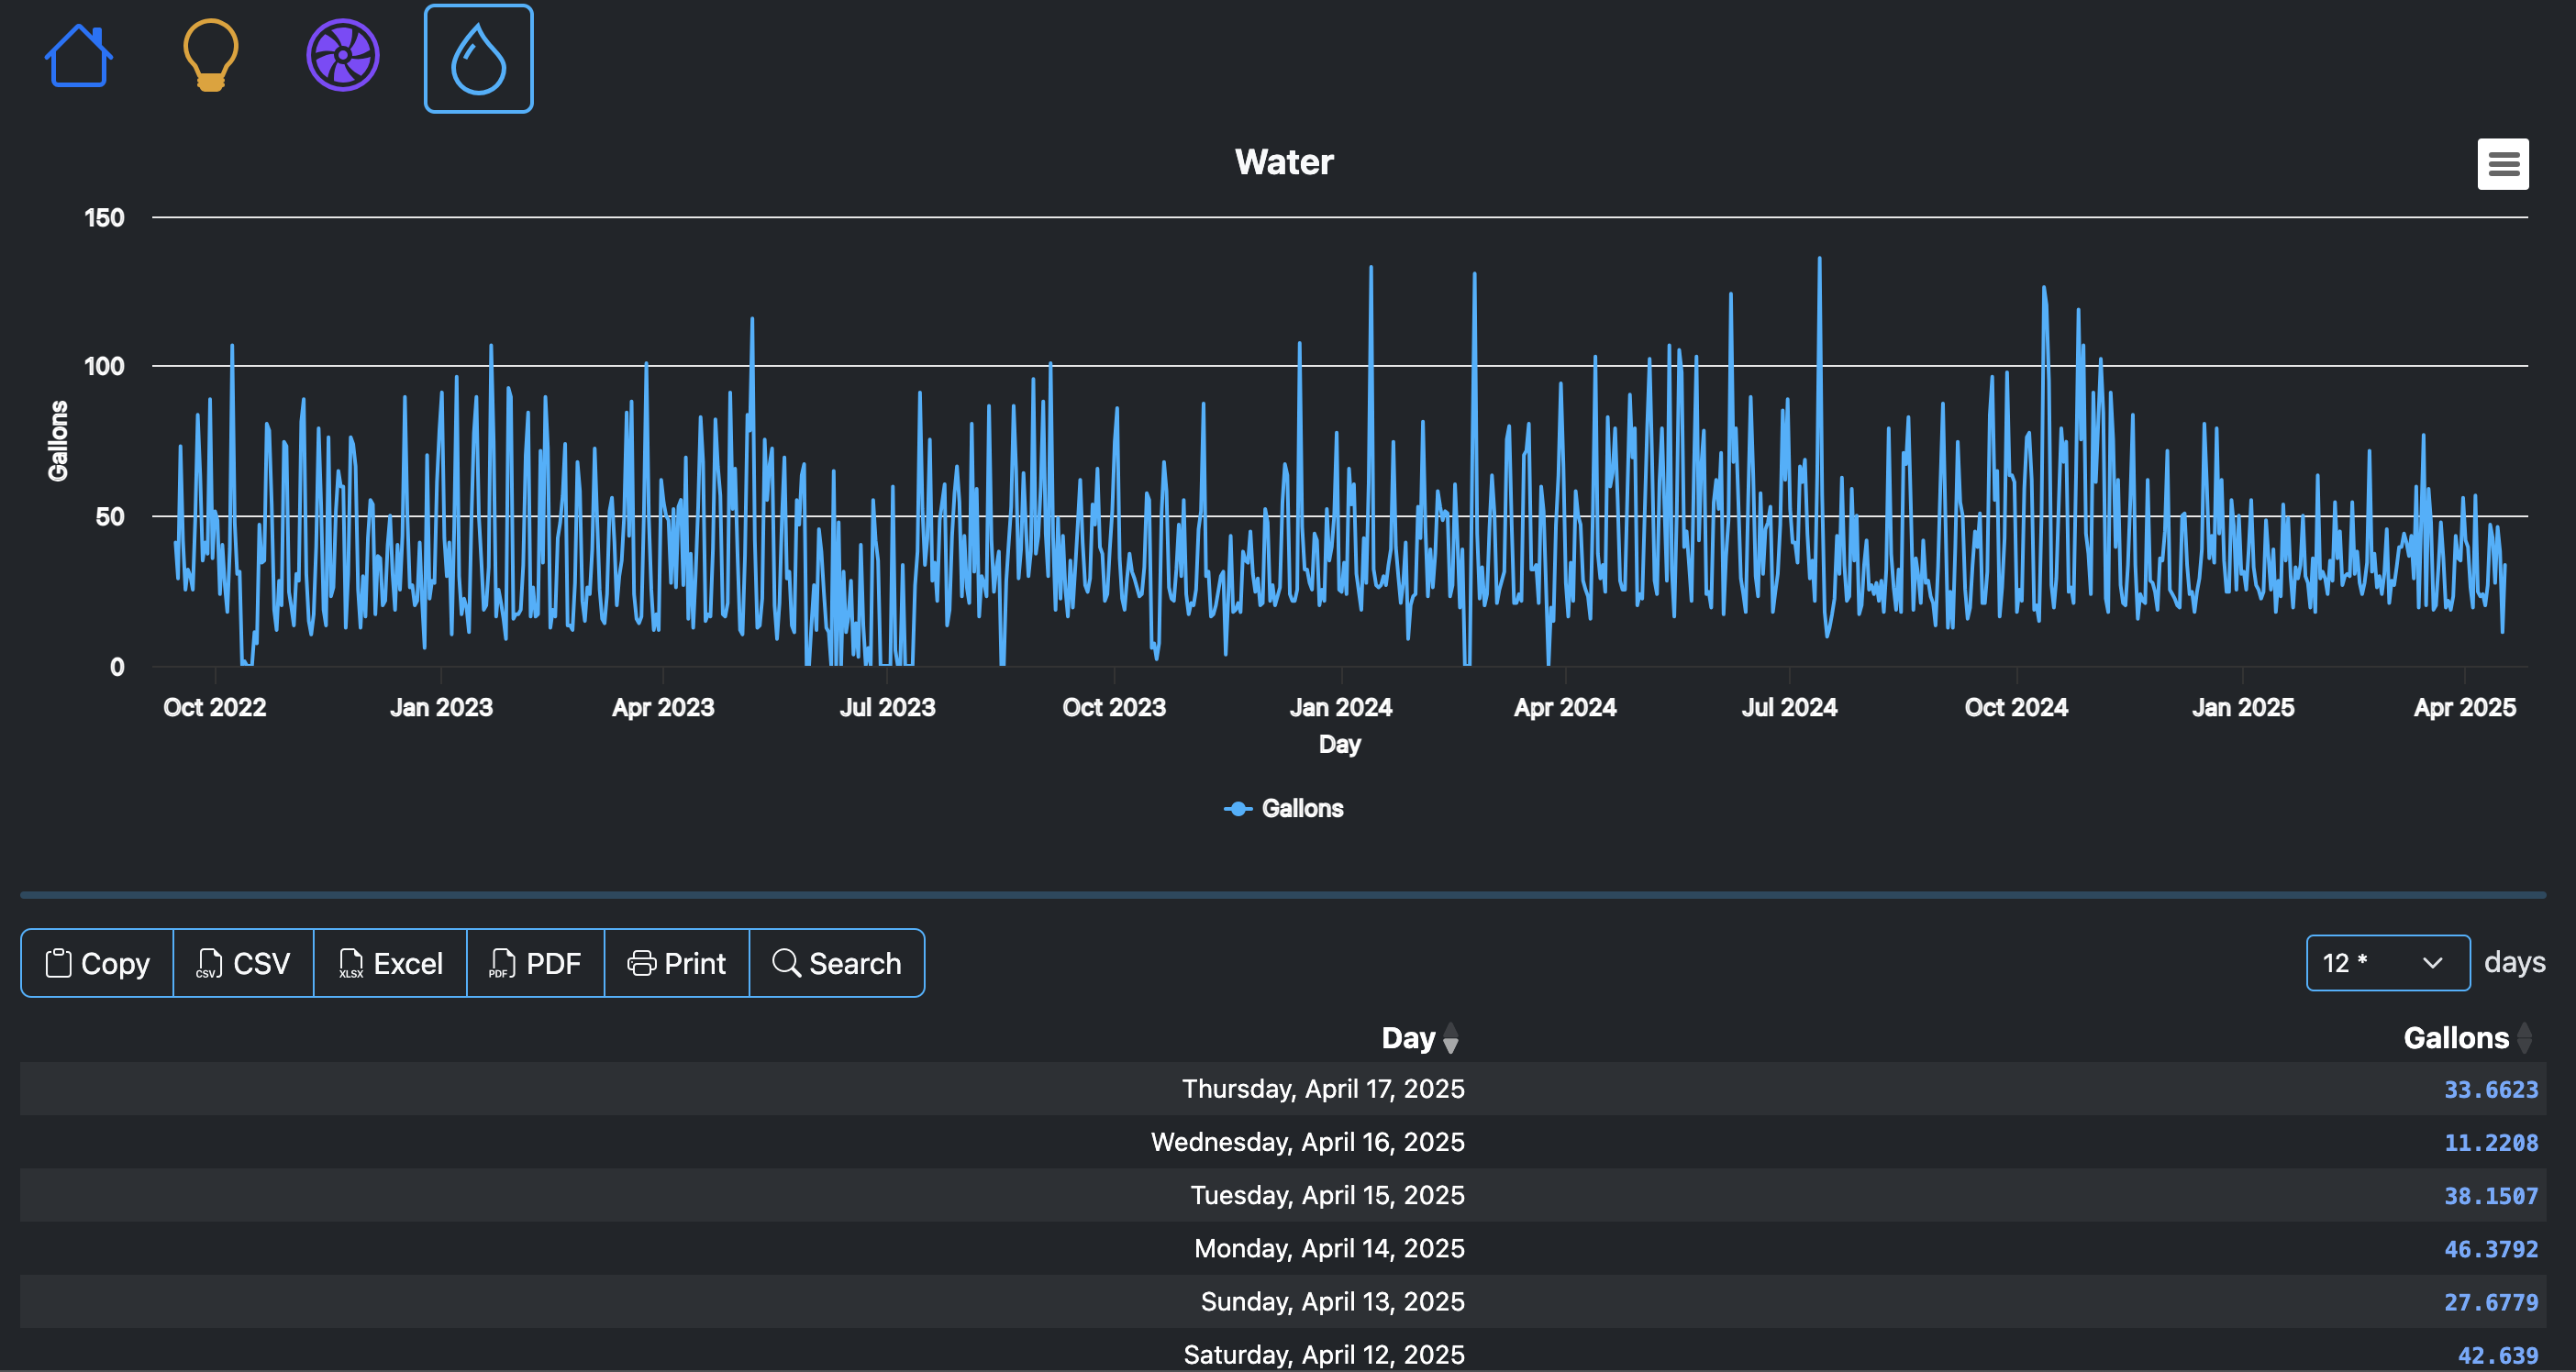 Water
150
100
50
0
Gallons
Oct 2022 Jan 2023 Apr 2023 Jul 2023 Oct 2023 Jan 2024 Apr 2024 Jul 2024 Oct 2024 Jan 2025 Apr 2025
Day
Gallons
Copy CSV CSV XLSX Excel PDF PDF Print Search 12 * days
Day Gallons
Thursday, April 17, 2025 33.6623
Wednesday, April 16, 2025 11.2208
Tuesday, April 15, 2025 38.1507
Monday, April 14, 2025 46.3792
Sunday, April 13, 2025 27.6779
Saturday, April 12, 2025 42.639